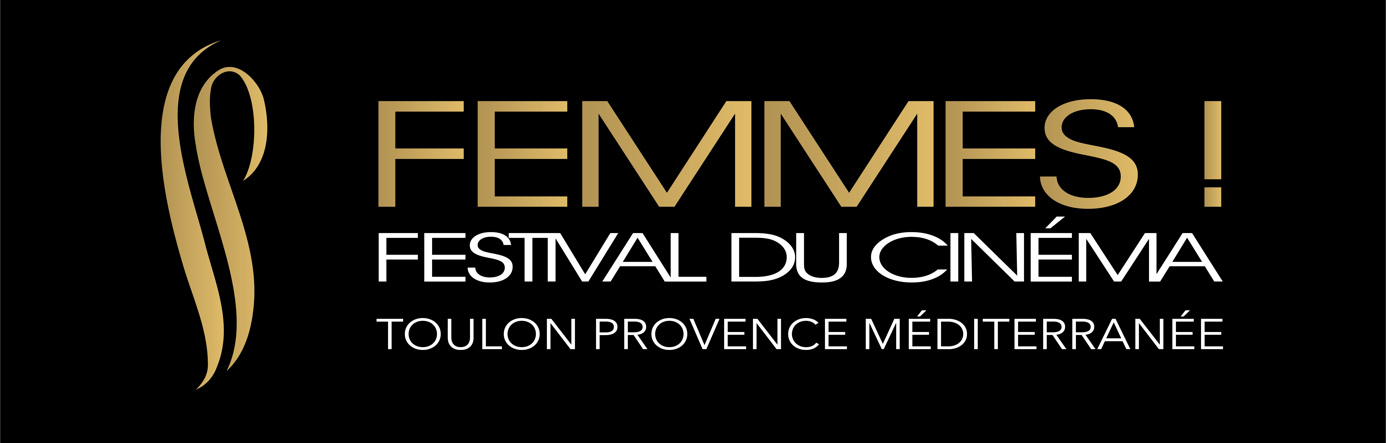 FEMMES !
FESTIVAL DU CINÉMA
TOULON PROVENCE MÉDITERRANÉE